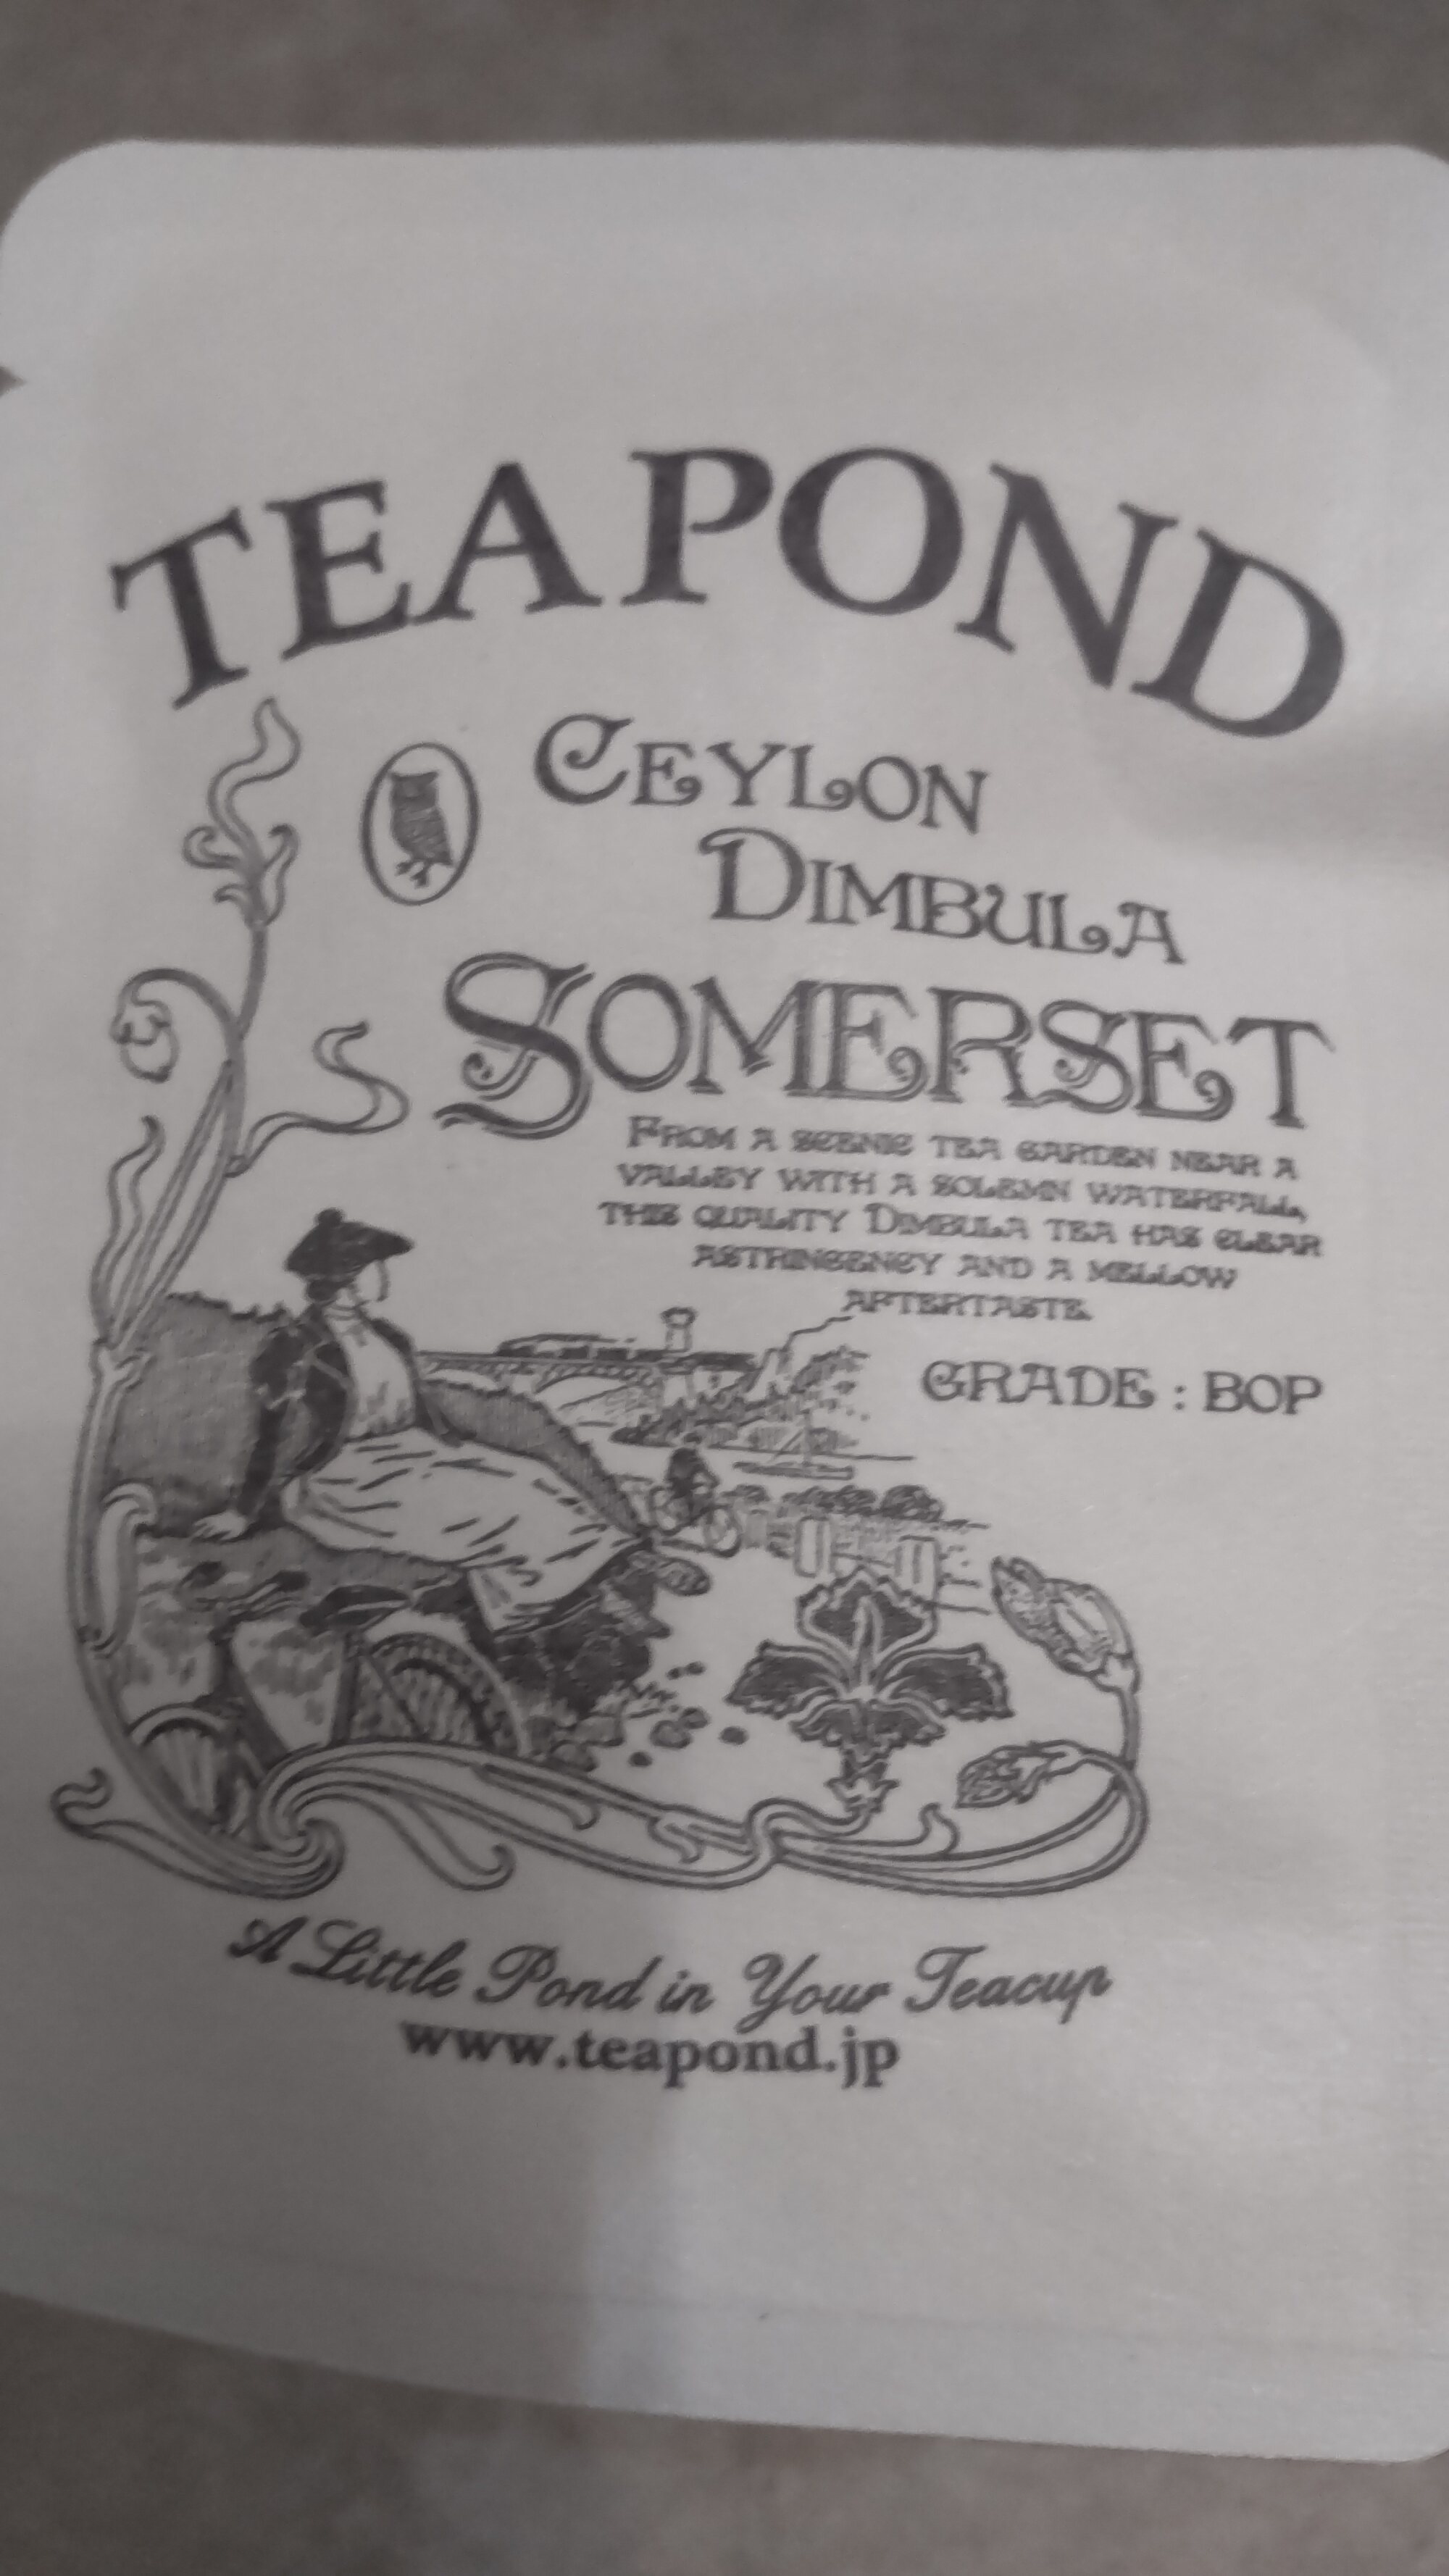 TEAPOND
CEYLON
DIMBULA
SOMERSET
FROM A SCENIC TEA GARDEN NEAR A
VALLEY WITH A SOLEMN WATERFALL,
THIS QUALITY DIMBULA TEA HAS CLEAR
ASTRINGENCY AND A MELLOW
AFTERTASTE.
GRADE : BOP
A Little Pond in Your Teacup
www.teapond.jp